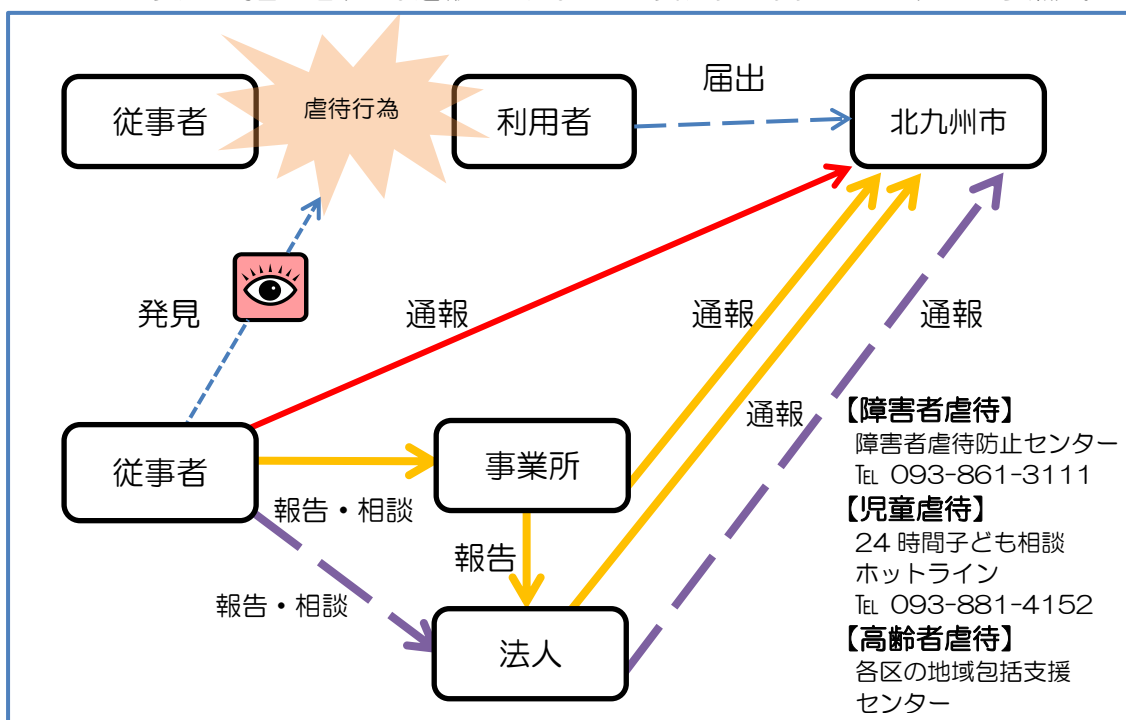 従事者
虐待行為
利用者
届出
北九州市
発見
通報
通報
通報
通報
従事者
報告・相談
事業所
報告
報告・相談
法人
【障害者虐待】
障害者虐待防止センター
℡ 093-861-3111
【児童虐待】
24 時間子ども相談
ホットライン
℡ 093-881-4152
【高齢者虐待】
各区の地域包括支援
センター